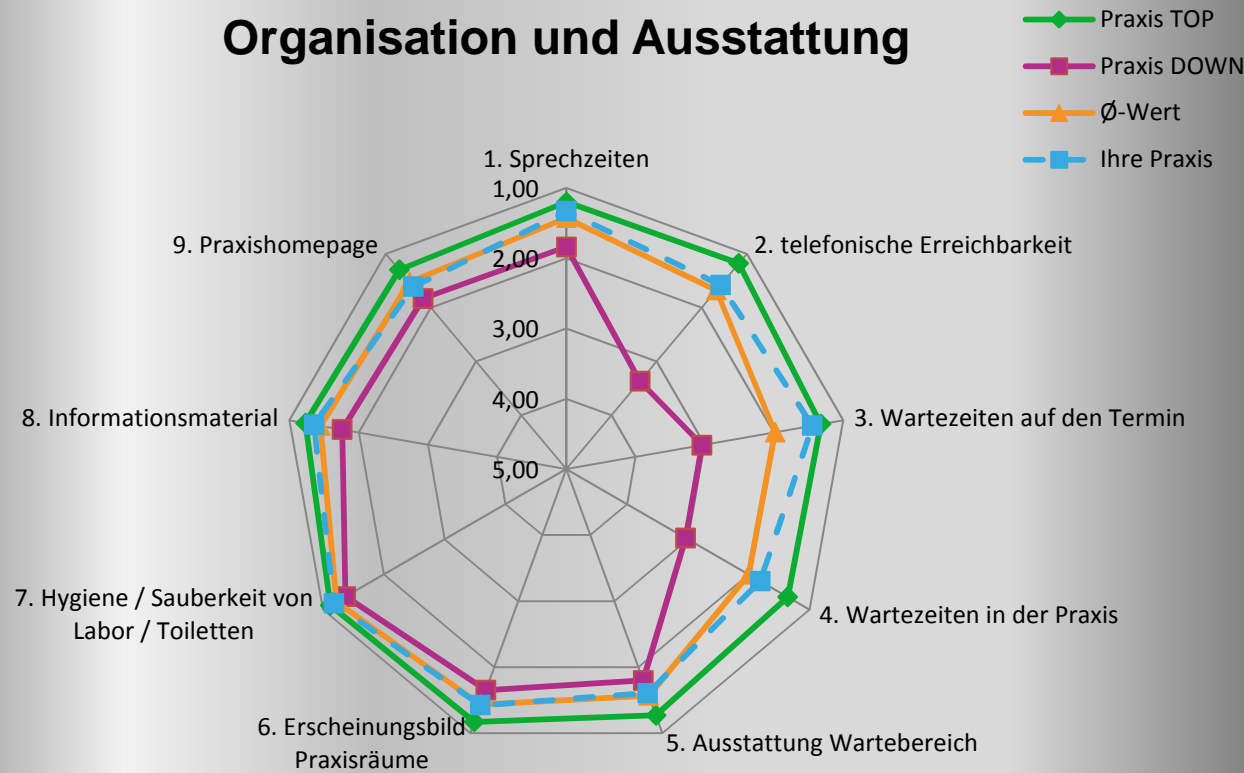 Organisation und Ausstattung
Praxis TOP
Praxis DOWN
Ø-Wert
Ihre Praxis
1. Sprechzeiten
1,00
2,00
3,00
4,00
5,00
2. telefonische Erreichbarkeit
3. Wartezeiten auf den Termin
4. Wartezeiten in der Praxis
5. Ausstattung Wartebereich
6. Erscheinungsbild
Praxisräume
7. Hygiene / Sauberkeit von
Labor / Toiletten
8. Informationsmaterial
9. Praxishomepage